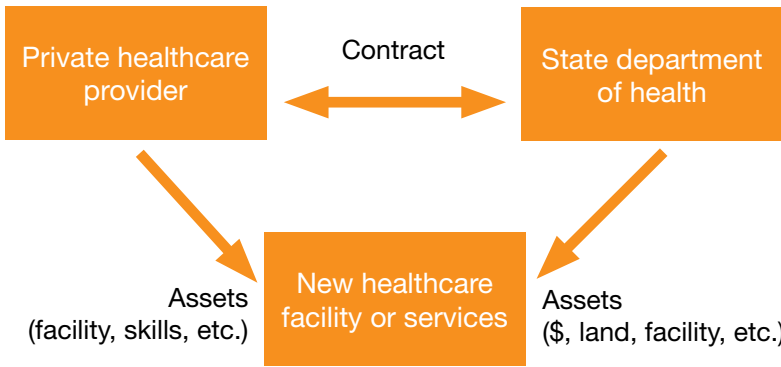 Private healthcare
provider
Contract
State department
of health
New healthcare
facility or services
Assets
(facility, skills, etc.)
Assets
($, land, facility, etc.)